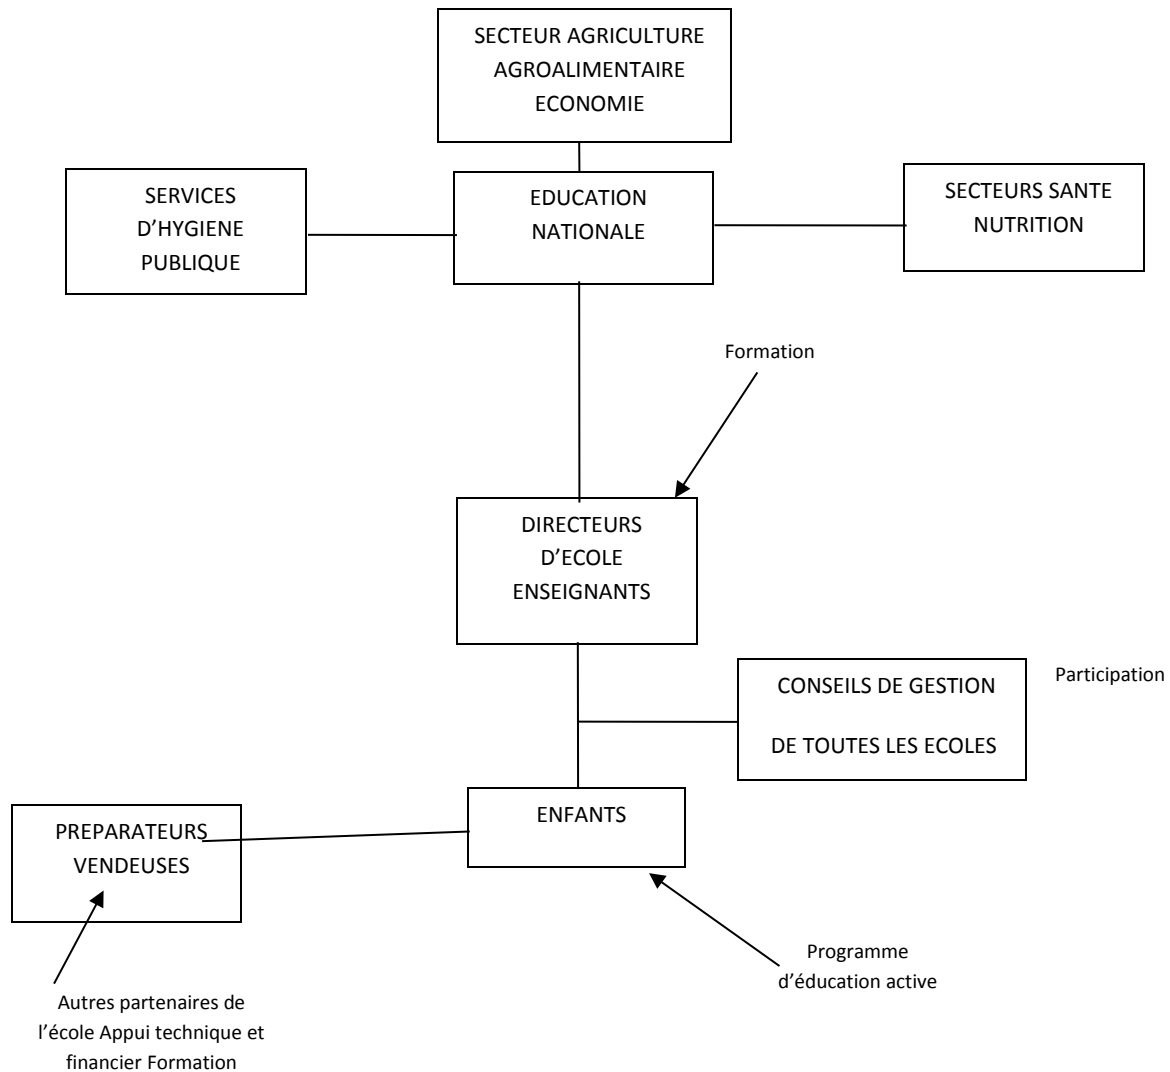 SECTEUR AGRICULTURE
AGROALIMENTAIRE
ECONOMIE
SERVICES
D’HYGIENE
PUBLIQUE
EDUCATION
NATIONALE
SECTEURS SANTE
NUTRITION
Formation
DIRECTEURS
D’ECOLE
ENSEIGNANTS
CONSEILS DE GESTION
DE TOUTES LES ECOLES
Participation
ENFANTS
PREPARATEURS
VENDEUSES
Programme
d’éducation active
Autres partenaires de
l’école Appui technique et
financier Formation